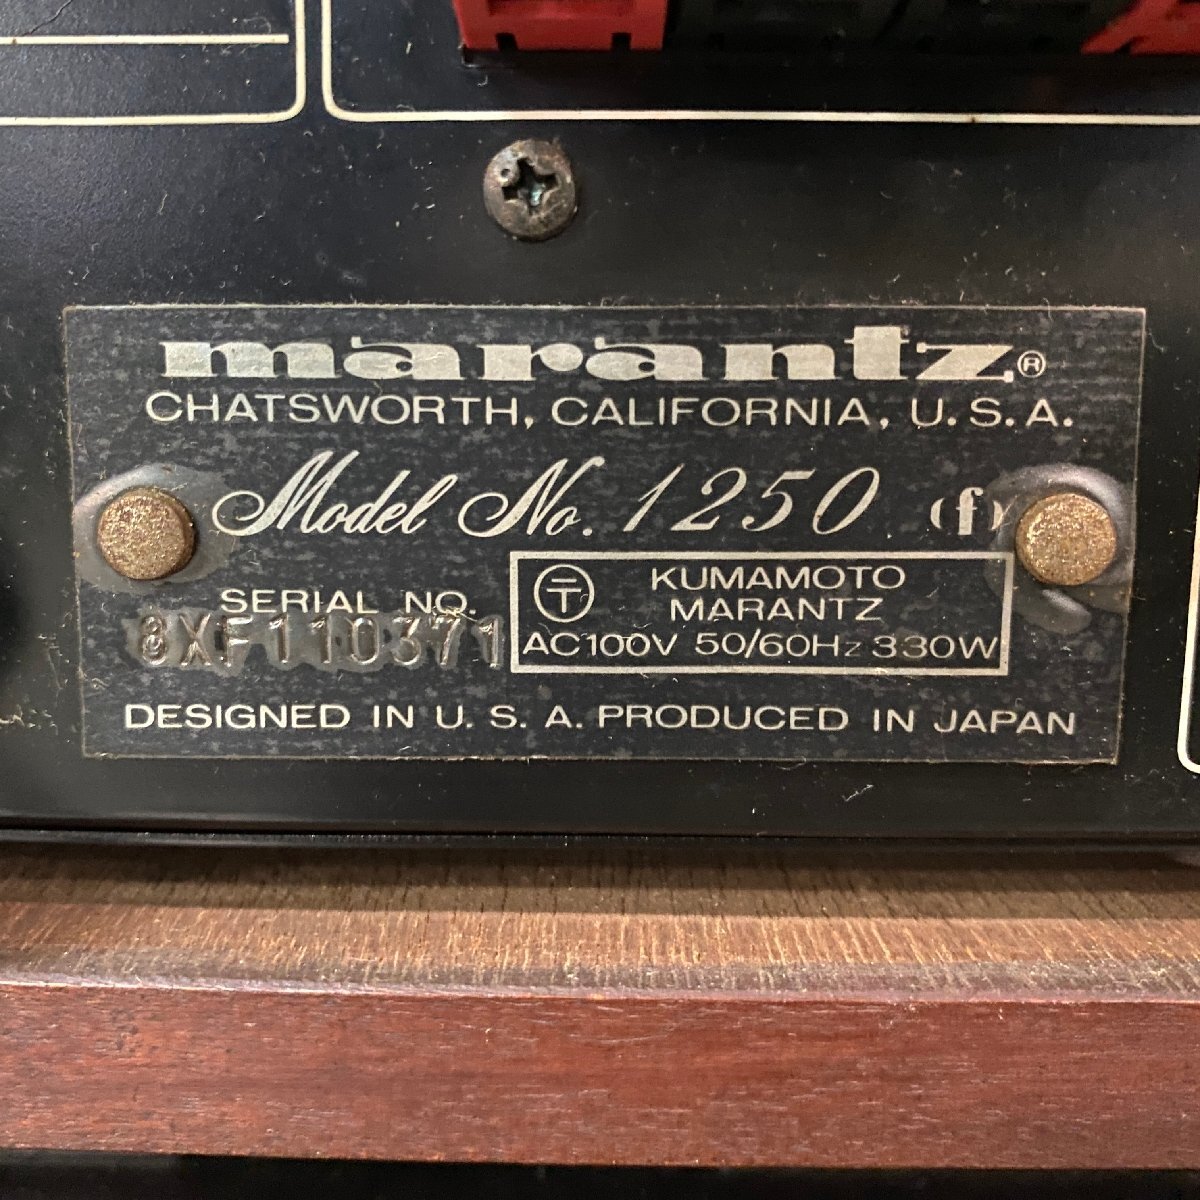 marantz®
CHATSWORTH, CALIFORNIA, U.S.A.
Model No. 1250 (f)
SERIAL NO.
8XF110371
〒
KUMAMOTO
MARANTZ
AC100V 50/60Hz 330W
DESIGNED IN U.S.A. PRODUCED IN JAPAN